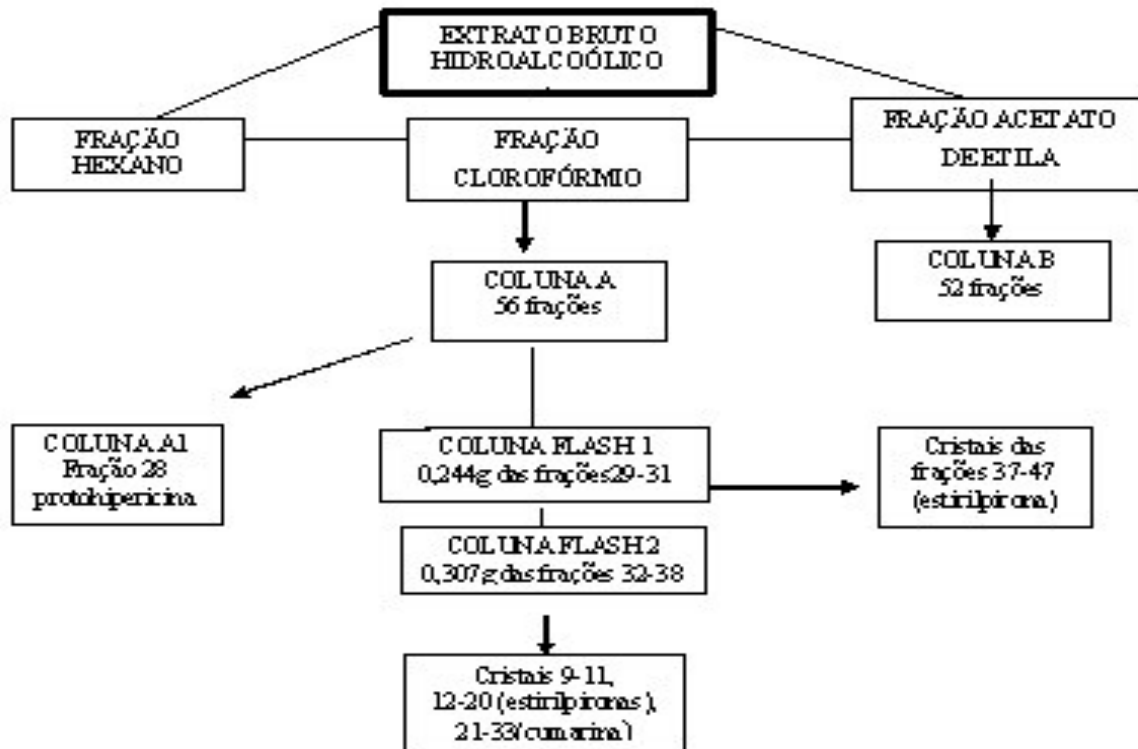 EXTRATO BRUTO
HIDROALCOÓLICO
FRAÇÃO
HEXANO
FRAÇÃO
CLOROFÓRMIO
FRAÇÃO ACETATO
DE ETILA
COLUNA A
56 frações
COLUNA B
52 frações
COLUNA A1
Fração 28
protohipericina
COLUNA FLASH 1
0,244g das frações29-31
Cristais das
frações 37-47
(estirilpirona)
COLUNA FLASH 2
0,307g das frações 32-38
Cristais 9-11,
12-20 (estirilpironas),
21-33(cumarina)